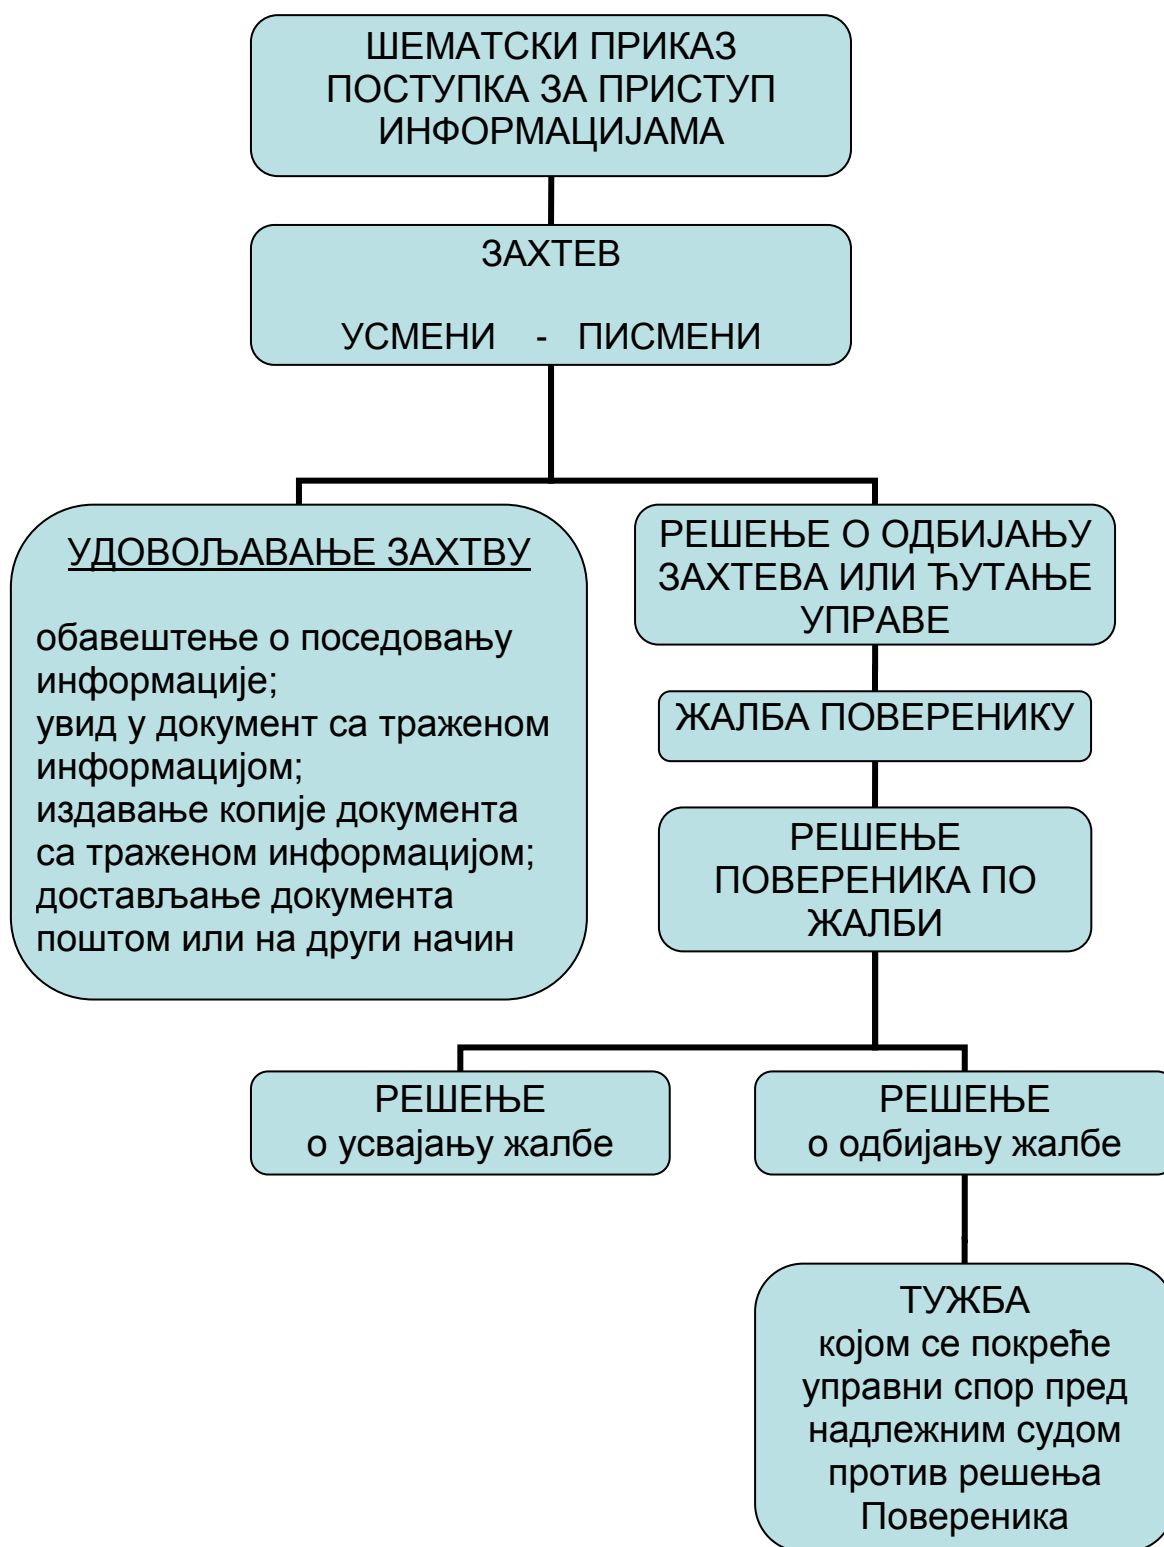 ШЕМАТСКИ ПРИКАЗ
ПОСТУПКА ЗА ПРИСТУП
ИНФОРМАЦИЈАМА
ЗАХТЕВ
УСМЕНИ - ПИСМЕНИ
УДОВОЉАВАЊЕ ЗАХТВУ
обавештење о поседовању
информације;
увид у документ са траженом
информацијом;
издавање копије документа
са траженом информацијом;
достављање документа
поштом или на други начин
РЕШЕЊЕ О ОДБИЈАЊУ
ЗАХТЕВА ИЛИ ЋУТАЊЕ
УПРАВЕ
ЖАЛБА ПОВЕРЕНИКУ
РЕШЕЊЕ
ПОВЕРЕНИКА ПО
ЖАЛБИ
РЕШЕЊЕ
о усвајању жалбе
РЕШЕЊЕ
о одбијању жалбе
ТУЖБА
којом се покреће
управни спор пред
надлежним судом
против решења
Повереника